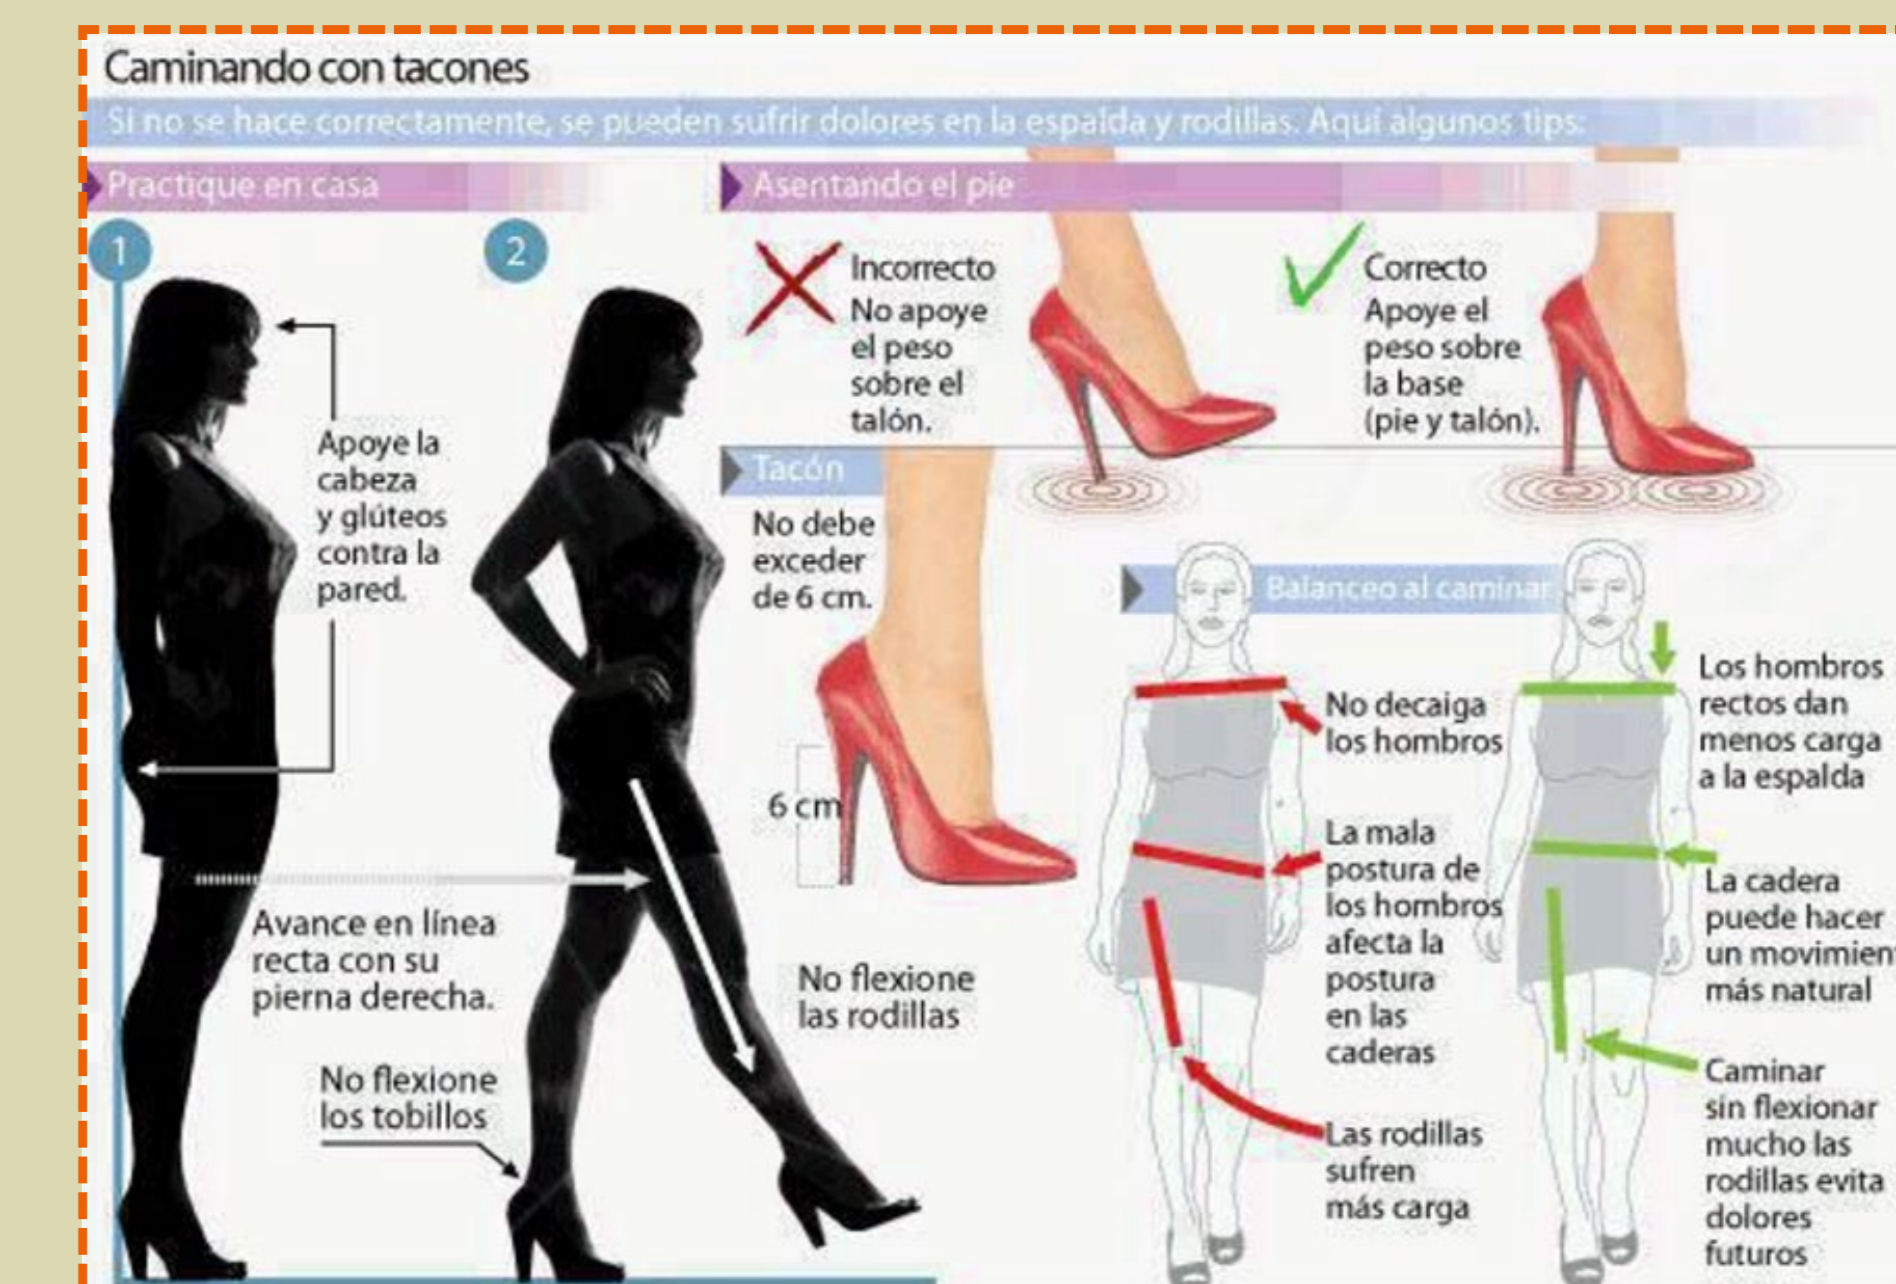 Caminando con tacones
Si no se hace correctamente, se pueden sufrir dolores en la espalda y rodillas. Aquí algunos tips:
Practique en casa
1
2
Apoye la
cabeza
y glúteos
contra la
pared.
Avance en línea
recta con su
pierna derecha.
No flexione
los tobillos
No flexione
las rodillas
Asentando el pie
Incorrecto
No apoye
el peso
sobre el
talón.
Correcto
Apoye el
peso sobre
la base
(pie y talón).
Tacón
No debe
exceder
de 6 cm.
6 cm
Balanceo al caminar
No decaiga
los hombros
La mala
postura de
los hombros
afecta la
postura
en las
caderas
Las rodillas
sufren
más carga
Los hombros
rectos dan
menos carga
a la espalda
La cadera
puede hacer
un movimien
más natural
Caminar
sin flexionar
mucho las
rodillas evita
dolores
futuros